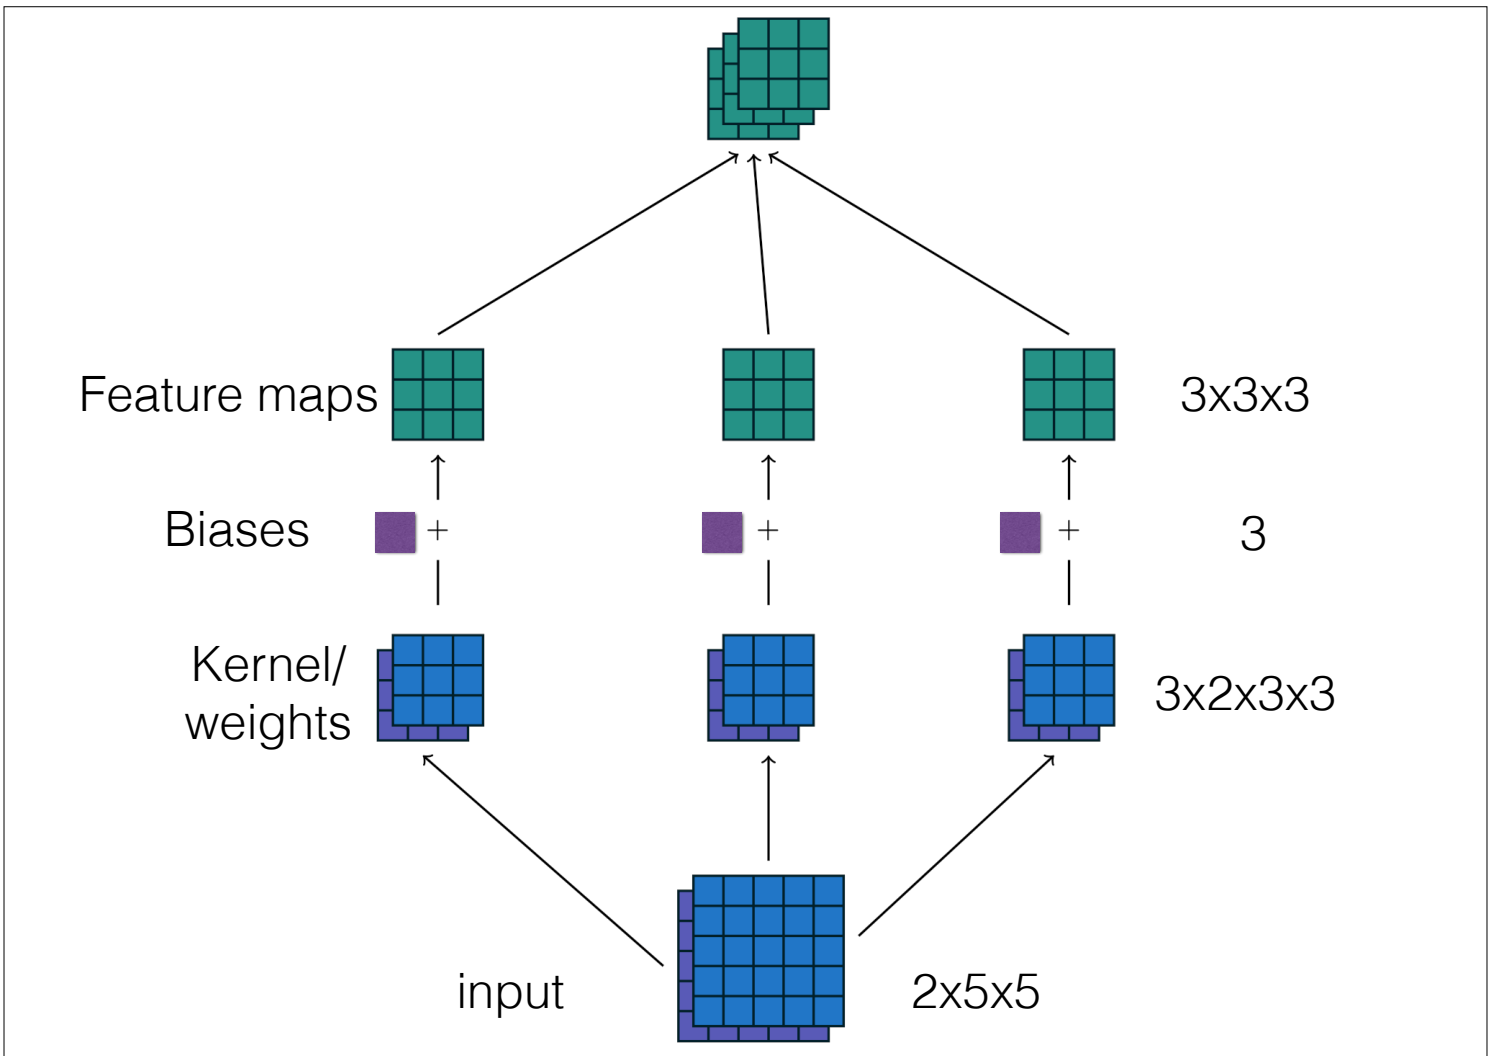 Feature maps
3x3x3
Biases
+
+
+
3
Kernel/
weights
3x2x3x3
input
2x5x5